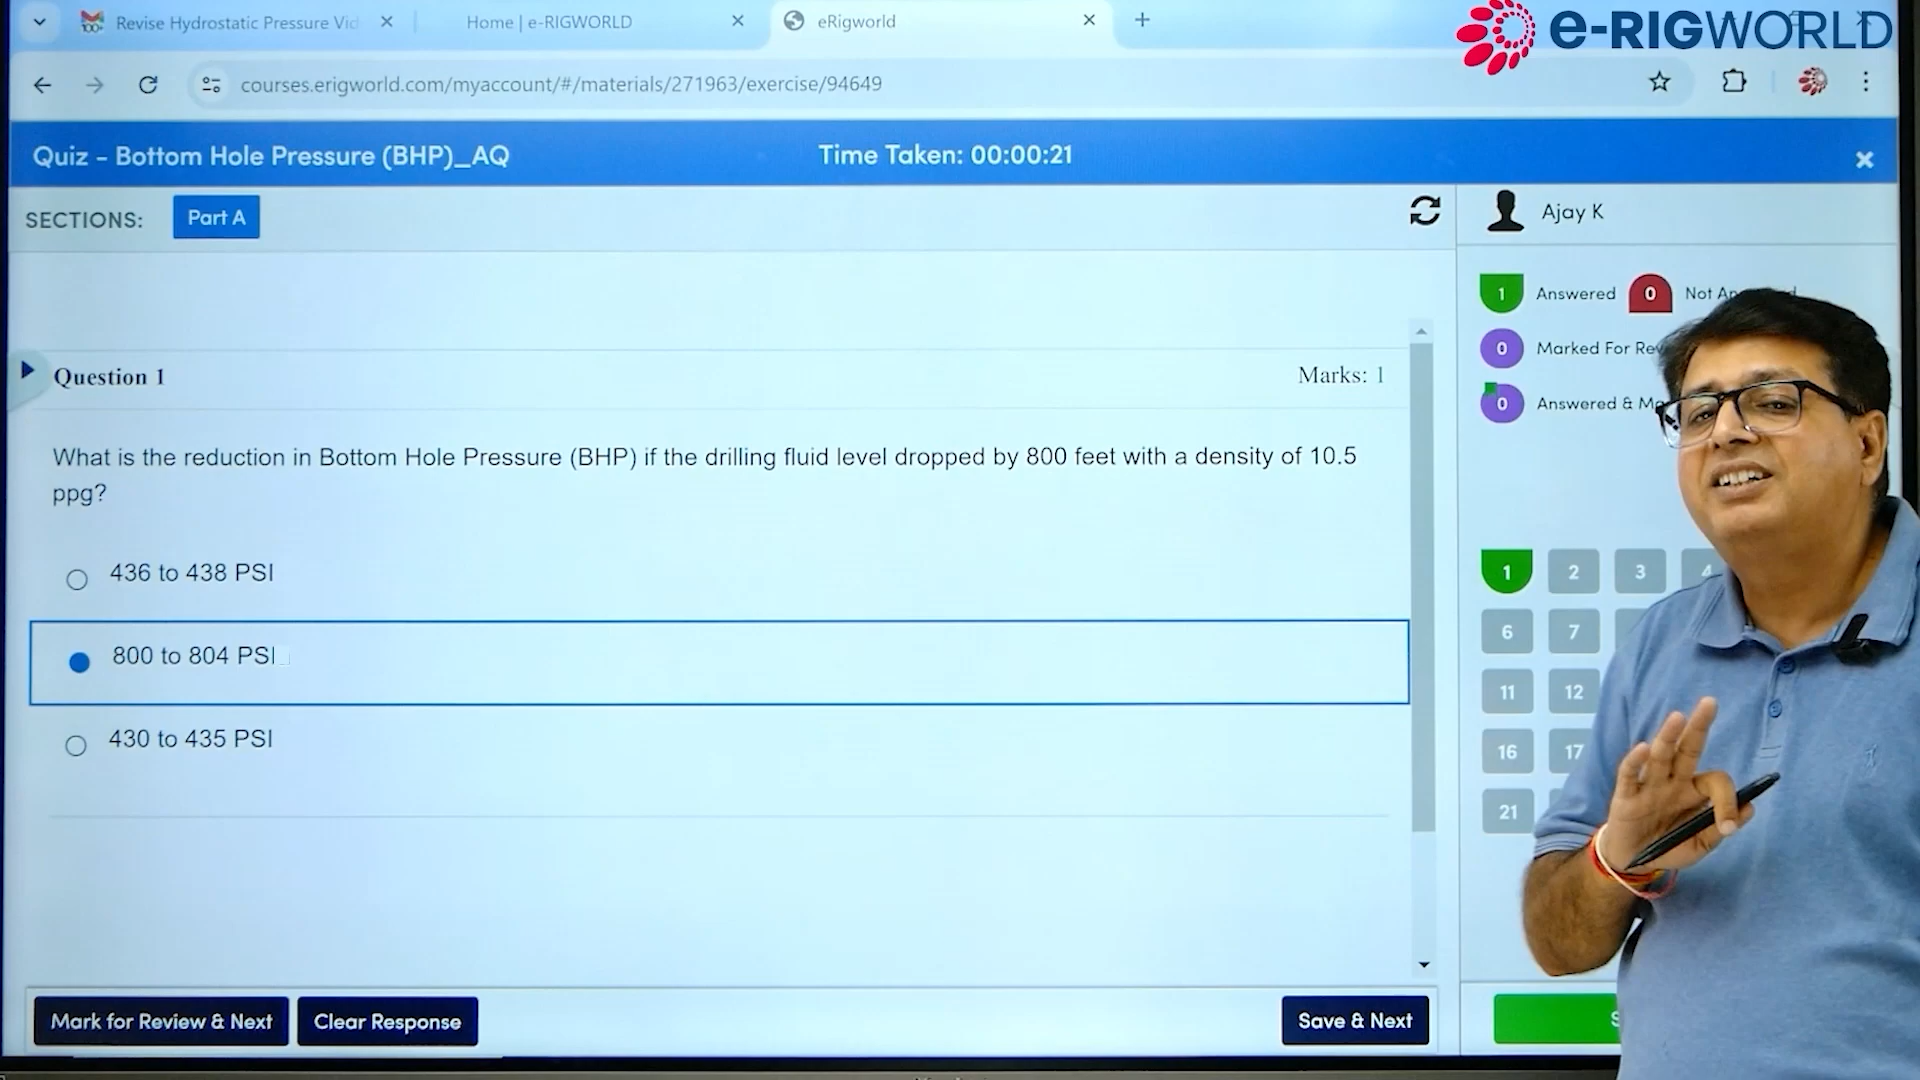 Revise Hydrostatic Pressure Vid
Home | e-RIGWORLD
eRigworld
e-RIGWORLD
courses.erigworld.com/myaccount/#/materials/271963/exercise/94649
Quiz - Bottom Hole Pressure (BHP)_AQ
Time Taken: 00:00:21
SECTIONS:
Part A
Ajay K
1 Answered 0 Not
0 Marked For
0 Answered &
Question 1
Marks: 1
What is the reduction in Bottom Hole Pressure (BHP) if the drilling fluid level dropped by 800 feet with a density of 10.5
ppg?
436 to 438 PSI
800 to 804 PSI
430 to 435 PSI
1 2 3 4
6 7
11 12
16 17
21
Mark for Review & Next
Clear Response
Save & Next